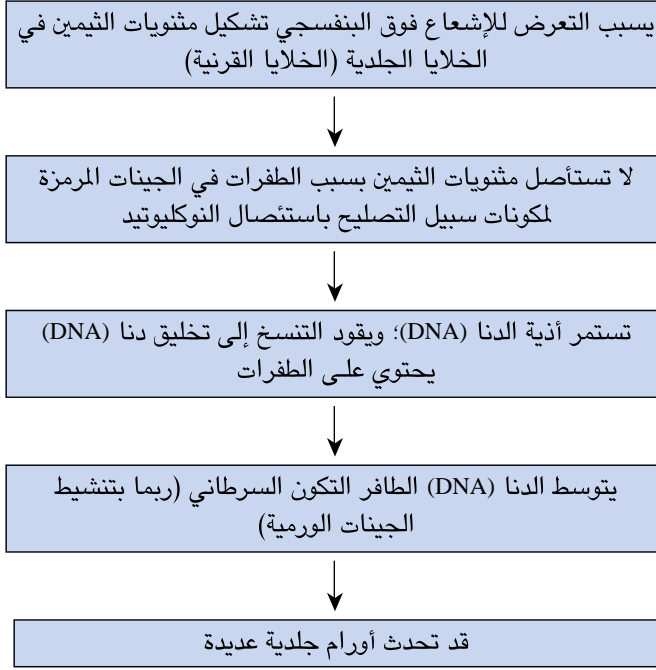 يسبب التعرض للإشعاع فوق البنفسجي تشكيل مثنويات الثيمين في
الخلايا الجلدية (الخلايا القرنية)
لا تستأصل مثنويات الثيمين بسبب الطفرات في الجينات المرمزة
لمكونات سبيل التصليح باستئصال النوكليوتيد
تستمر أذية الدنا (DNA)؛ ويقود التنسخ إلى تخليق دنا (DNA)
يحتوي على الطفرات
يتوسط الدنا (DNA) الطافر التكون السرطاني (ربما بتنشيط
الجينات الورمية)
قد تحدث أورام جلدية عديدة